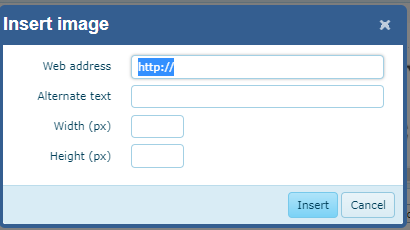 Insert image
Web address http://
Alternate text
Width (px)
Height (px)
Insert Cancel